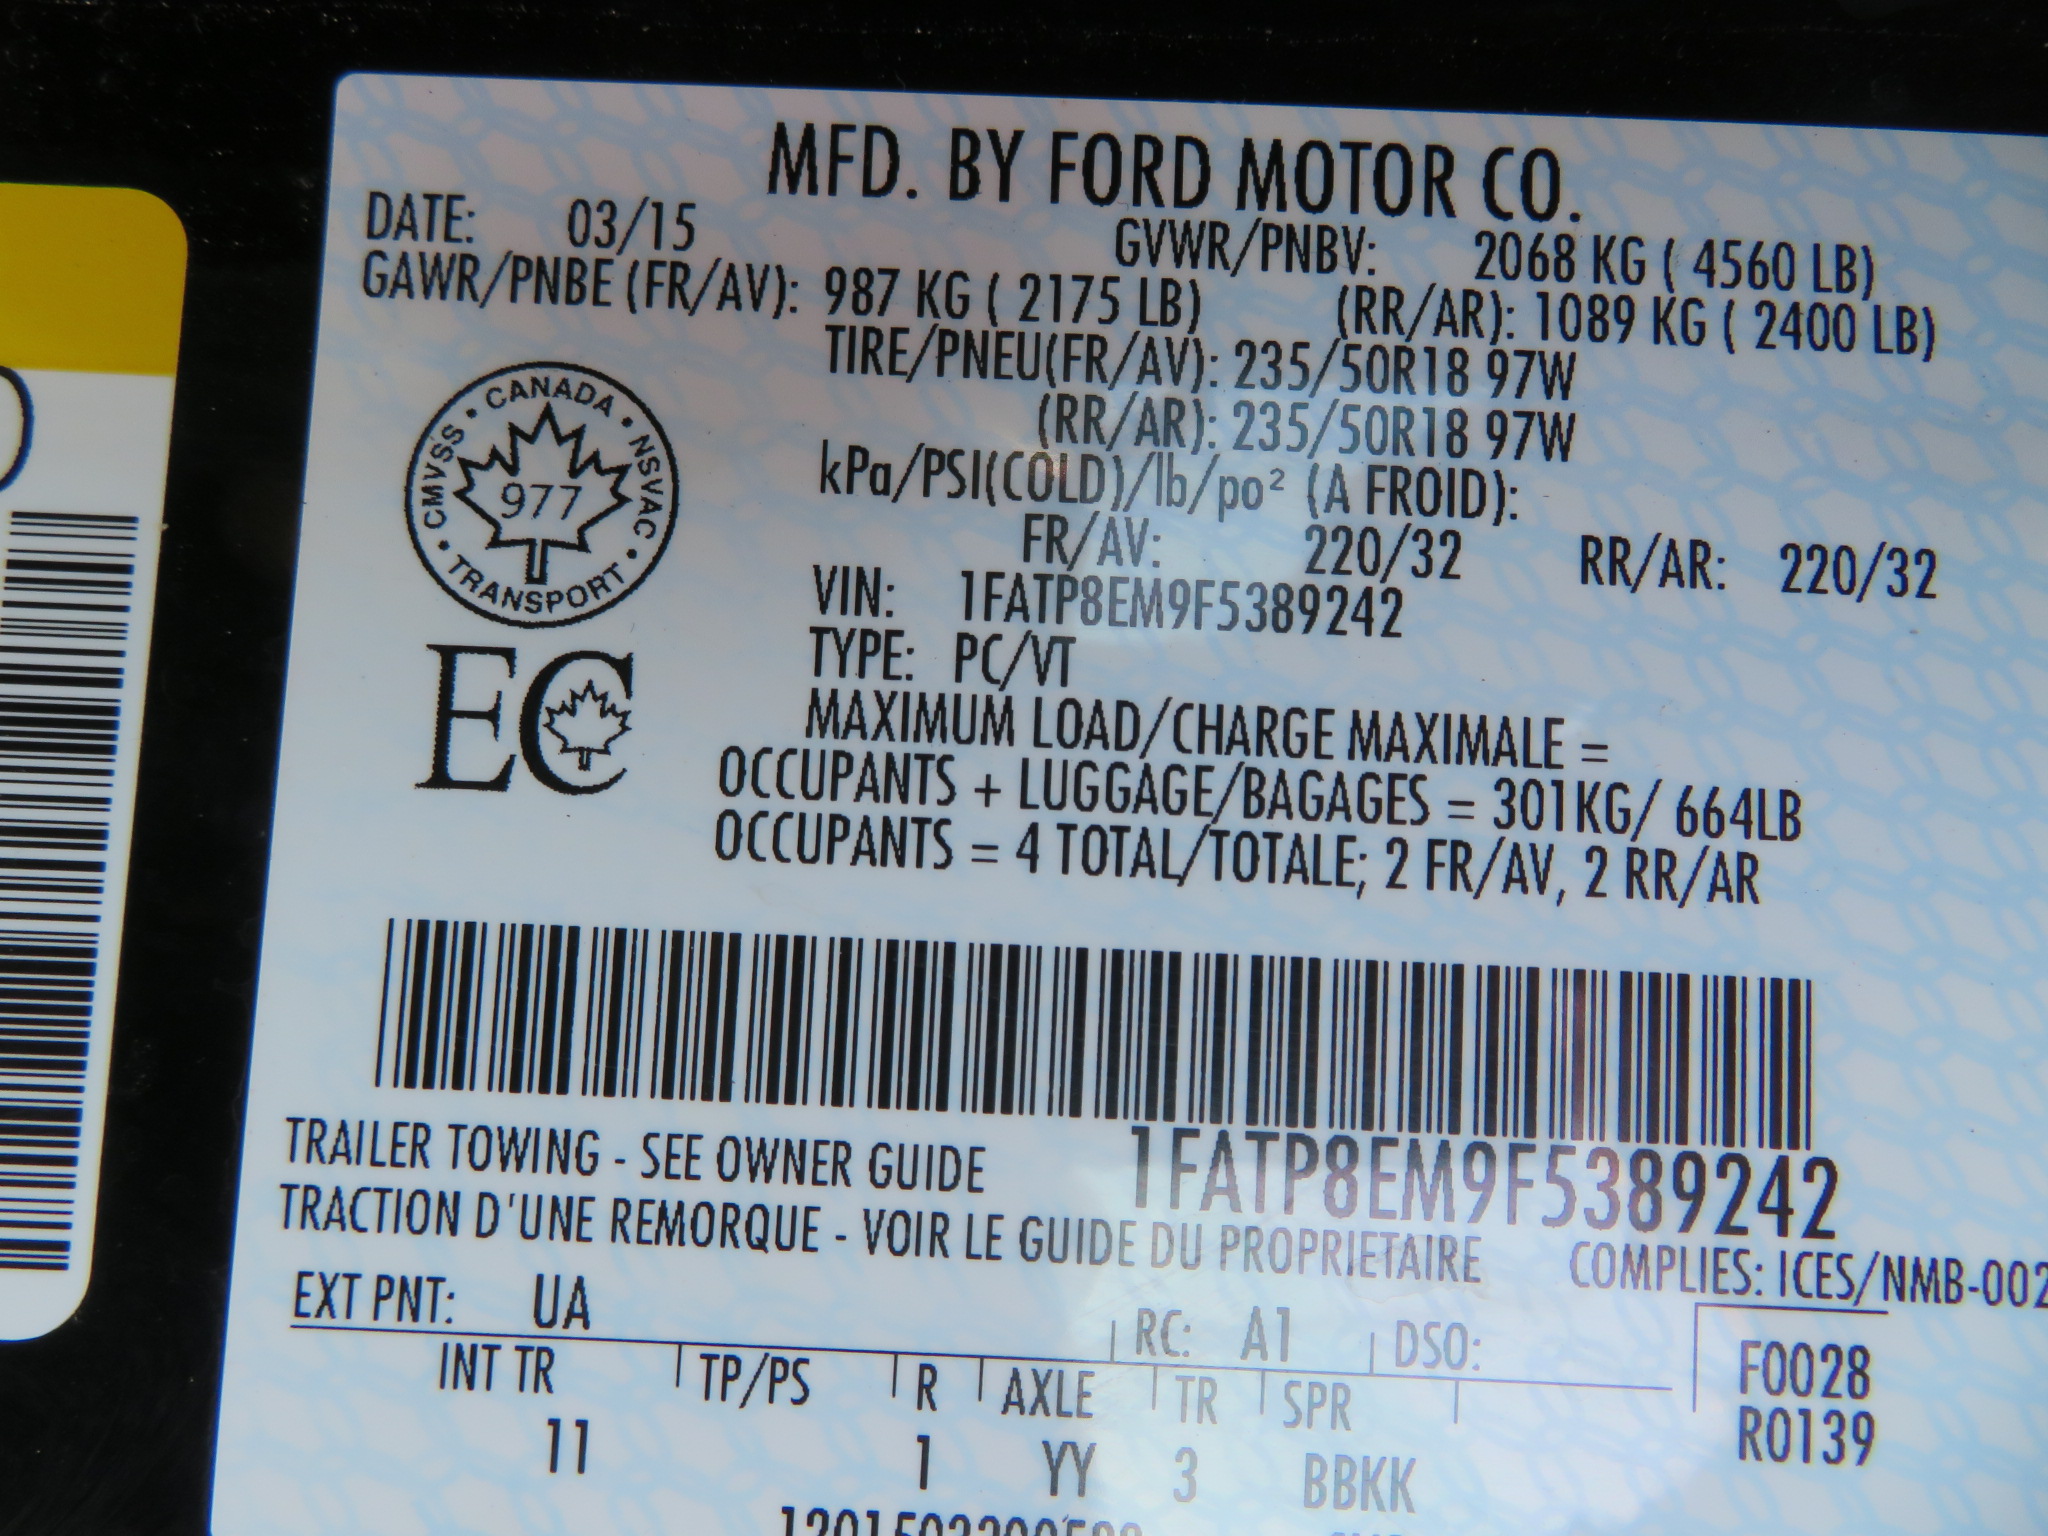 MFD. BY FORD MOTOR CO.
DATE: 03/15 GVWR/PNBV: 2068 KG ( 4560 LB)
GAWR/PNBE (FR/AV): 987 KG ( 2175 LB) (RR/AR): 1089 KG ( 2400 LB)
TIRE/PNEU(FR/AV): 235/50R18 97W
(RR/AR): 235/50R18 97W
kPa/PSI(COLD)/lb/po² (A FROID):
FR/AV: 220/32 RR/AR: 220/32
VIN: 1FATP8EM9F5389242
TYPE: PC/VT
CANADA • NSVAC • TRANSPORT • CMVSS •
977
EC
MAXIMUM LOAD/CHARGE MAXIMALE =
OCCUPANTS + LUGGAGE/BAGAGES = 301KG/ 664LB
OCCUPANTS = 4 TOTAL/TOTALE; 2 FR/AV, 2 RR/AR
1FATP8EM9F5389242
TRAILER TOWING - SEE OWNER GUIDE
TRACTION D'UNE REMORQUE - VOIR LE GUIDE DU PROPRIETAIRE
COMPLIES: ICES/NMB-002
EXT PNT: UA RC: A1 DSO:
INT TR TP/PS R AXLE TR SPR
11 1 YY 3 BBKK
F0028
R0139